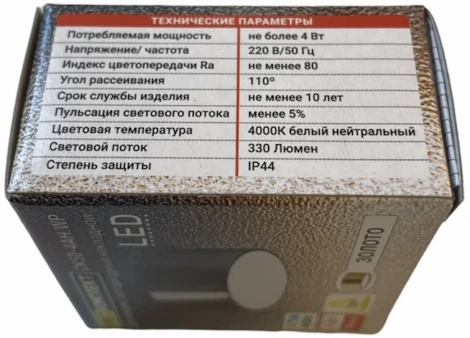 ТЕХНИЧЕСКИЕ ПАРАМЕТРЫ
Потребляемая мощность не более 4 Вт
Напряжение/ частота 220 В/50 Гц
Индекс цветопередачи Ra не менее 80
Угол рассеивания 110º
Срок службы изделия не менее 10 лет
Пульсация светового потока менее 5%
Цветовая температура 4000К белый нейтральный
Световой поток 330 Люмен
Степень защиты IP44
LED
ЗОЛОТО